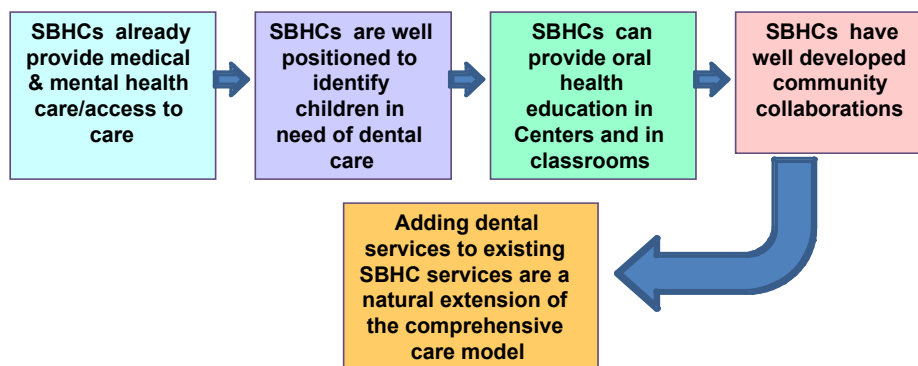 SBHCs already
provide medical
& mental health
care/access to
care
SBHCs are well
positioned to
identify
children in
need of dental
care
SBHCs can
provide oral
health
education in
Centers and in
classrooms
SBHCs have
well developed
community
collaborations
Adding dental
services to existing
SBHC services are a
natural extension of
the comprehensive
care model